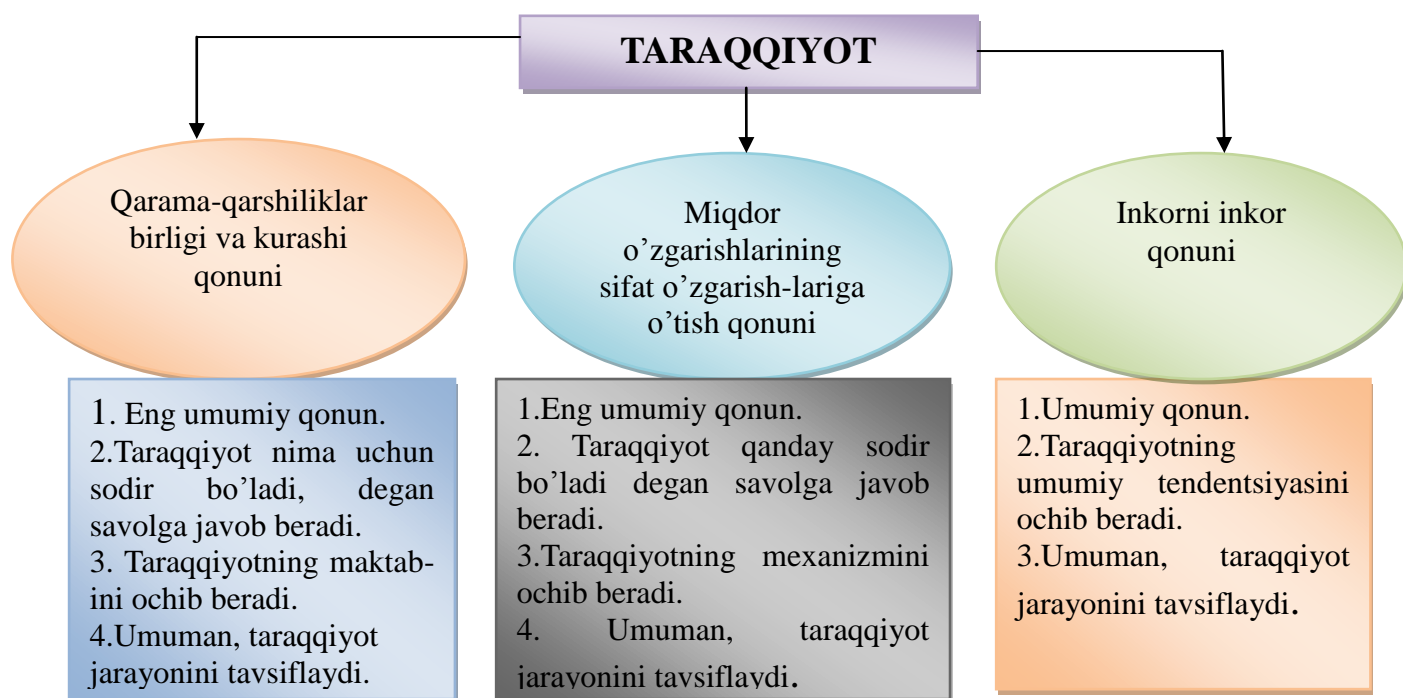 TARAQQIYOT
Qarama-qarshiliklar
birligi va kurashi
qonuni
Miqdor
o’zgarishlarining
sifat o’zgarish-lariga
o’tish qonuni
Inkorni inkor
qonuni
1. Eng umumiy qonun.
2.Taraqqiyot nima uchun
sodir bo’ladi, degan
savolga javob beradi.
3. Taraqqiyotning maktab-
ini ochib beradi.
4.Umuman, taraqqiyot
jarayonini tavsiflaydi.
1.Eng umumiy qonun.
2. Taraqqiyot qanday sodir
bo’ladi degan savolga javob
beradi.
3.Taraqqiyotning mexanizmini
ochib beradi.
4. Umuman, taraqqiyot
jarayonini tavsiflaydi.
1.Umumiy qonun.
2.Taraqqiyotning
umumiy tendentsiyasini
ochib beradi.
3.Umuman, taraqqiyot
jarayonini tavsiflaydi.